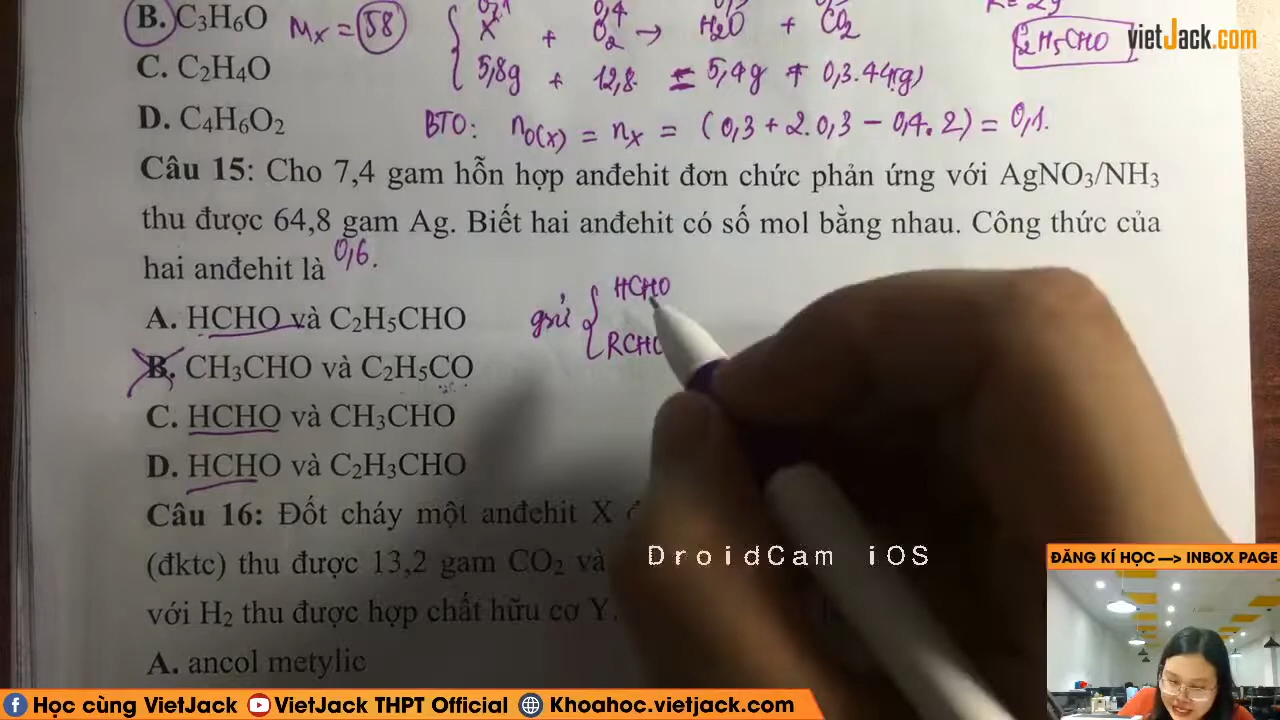 B. C3H6O Mx = 58 { X + O2 → H2O + CO2
0,4
C2H5CHO
vietJack.com
C. C2H4O
5,8g + 12,8 = 5,4g + 0,3.44(g)
D. C4H6O2
BTO: nO(x) = nx = (0,3 + 2.0,3 - 0,4.2) = 0,1.
Câu 15: Cho 7,4 gam hỗn hợp anđehit đơn chức phản ứng với AgNO3/NH3
thu được 64,8 gam Ag. Biết hai anđehit có số mol bằng nhau. Công thức của
hai anđehit là 0,6.
gsử { HCHO
RCHO
A. HCHO và C2H5CHO
B. CH3CHO và C2H5CO
C. HCHO và CH3CHO
D. HCHO và C2H3CHO
Câu 16: Đốt cháy một anđehit X
(đktc) thu được 13,2 gam CO2 và
với H2 thu được hợp chất hữu cơ Y.
A. ancol metylic
DroidCam iOS
ĐĂNG KÍ HỌC —> INBOX PAGE
Học cùng VietJack VietJack THPT Official Khoahoc.vietjack.com